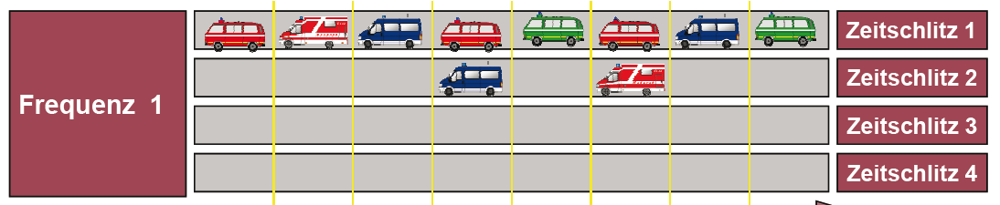 Frequenz 1
Zeitschlitz 1
Zeitschlitz 2
Zeitschlitz 3
Zeitschlitz 4